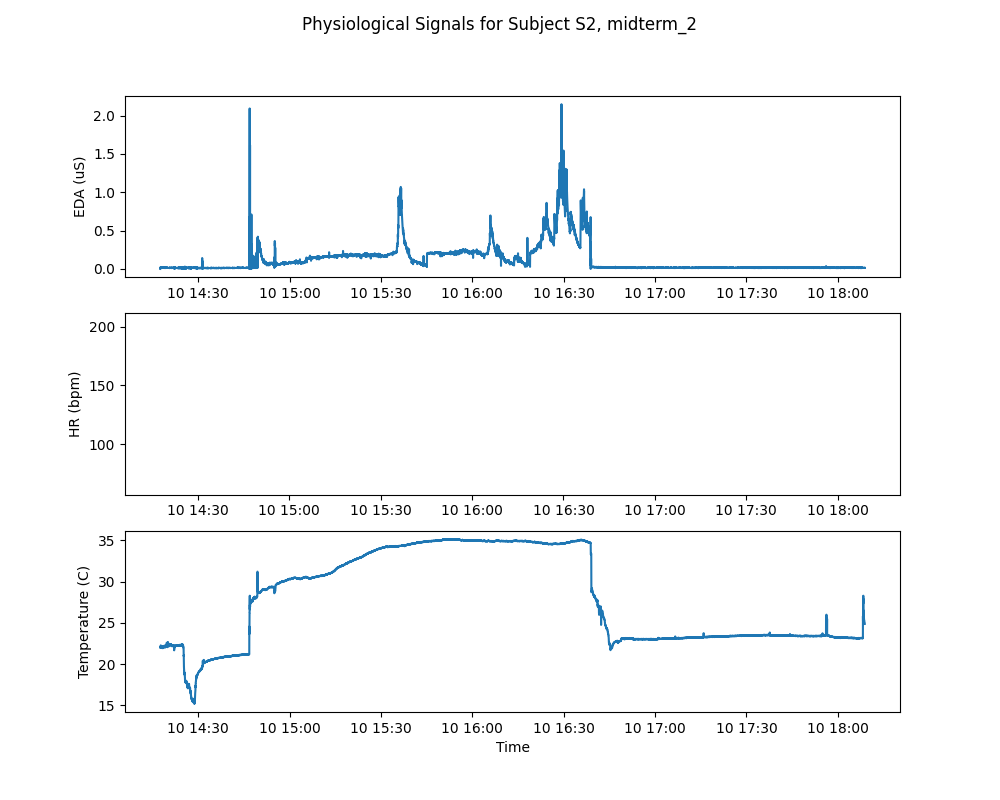 Physiological Signals for Subject S2, midterm_2
EDA (uS)
2.0
1.5
1.0
0.5
0.0
10 14:30 10 15:00 10 15:30 10 16:00 10 16:30 10 17:00 10 17:30 10 18:00
HR (bpm)
200
150
100
10 14:30 10 15:00 10 15:30 10 16:00 10 16:30 10 17:00 10 17:30 10 18:00
Temperature (C)
35
30
25
20
15
10 14:30 10 15:00 10 15:30 10 16:00 10 16:30 10 17:00 10 17:30 10 18:00
Time